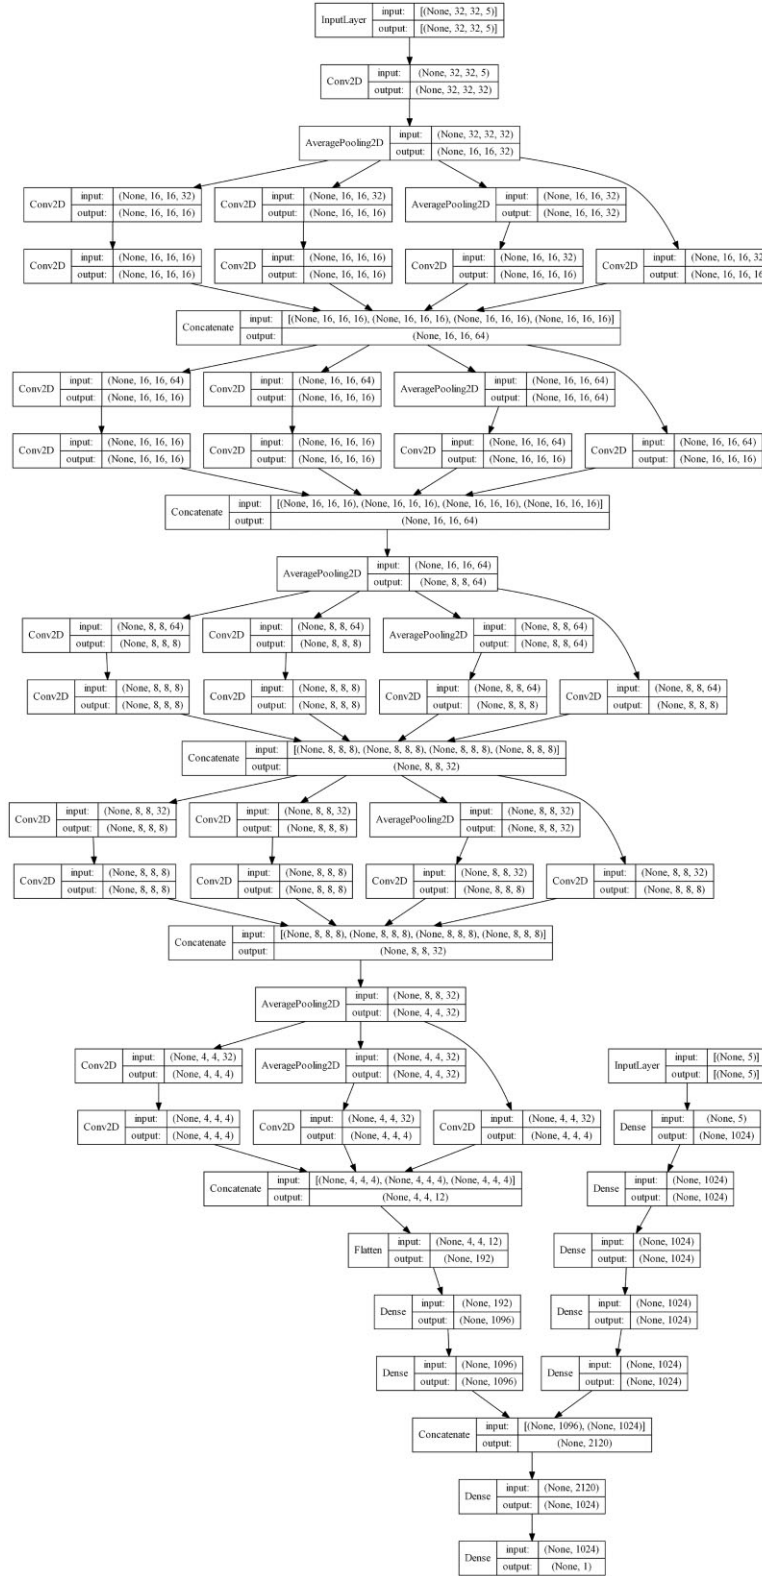 InputLayer input: [(None, 32, 32, 5)]
output: [(None, 32, 32, 5)]
Conv2D input: (None, 32, 32, 5)
output: (None, 32, 32, 32)
AveragePooling2D input: (None, 32, 32, 32)
output: (None, 16, 16, 32)
Conv2D input: (None, 16, 16, 32) Conv2D input: (None, 16, 16, 32) AveragePooling2D input: (None, 16, 16, 32)
output: (None, 16, 16, 16) output: (None, 16, 16, 16) output: (None, 16, 16, 32)
Conv2D input: (None, 16, 16, 16) Conv2D input: (None, 16, 16, 16) Conv2D input: (None, 16, 16, 32) Conv2D input: (None, 16, 16, 32
output: (None, 16, 16, 16) output: (None, 16, 16, 16) output: (None, 16, 16, 16) output: (None, 16, 16, 16
Concatenate input: [(None, 16, 16, 16), (None, 16, 16, 16), (None, 16, 16, 16), (None, 16, 16, 16)]
output: (None, 16, 16, 64)
Conv2D input: (None, 16, 16, 64) Conv2D input: (None, 16, 16, 64) AveragePooling2D input: (None, 16, 16, 64)
output: (None, 16, 16, 16) output: (None, 16, 16, 16) output: (None, 16, 16, 64)
Conv2D input: (None, 16, 16, 16) Conv2D input: (None, 16, 16, 16) Conv2D input: (None, 16, 16, 64) Conv2D input: (None, 16, 16, 64)
output: (None, 16, 16, 16) output: (None, 16, 16, 16) output: (None, 16, 16, 16) output: (None, 16, 16, 16)
Concatenate input: [(None, 16, 16, 16), (None, 16, 16, 16), (None, 16, 16, 16), (None, 16, 16, 16)]
output: (None, 16, 16, 64)
AveragePooling2D input: (None, 16, 16, 64)
output: (None, 8, 8, 64)
Conv2D input: (None, 8, 8, 64) Conv2D input: (None, 8, 8, 64) AveragePooling2D input: (None, 8, 8, 64)
output: (None, 8, 8, 8) output: (None, 8, 8, 8) output: (None, 8, 8, 64)
Conv2D input: (None, 8, 8, 8) Conv2D input: (None, 8, 8, 8) Conv2D input: (None, 8, 8, 64) Conv2D input: (None, 8, 8, 64)
output: (None, 8, 8, 8) output: (None, 8, 8, 8) output: (None, 8, 8, 8) output: (None, 8, 8, 8)
Concatenate input: [(None, 8, 8, 8), (None, 8, 8, 8), (None, 8, 8, 8), (None, 8, 8, 8)]
output: (None, 8, 8, 32)
Conv2D input: (None, 8, 8, 32) Conv2D input: (None, 8, 8, 32) AveragePooling2D input: (None, 8, 8, 32)
output: (None, 8, 8, 8) output: (None, 8, 8, 8) output: (None, 8, 8, 32)
Conv2D input: (None, 8, 8, 8) Conv2D input: (None, 8, 8, 8) Conv2D input: (None, 8, 8, 32) Conv2D input: (None, 8, 8, 32)
output: (None, 8, 8, 8) output: (None, 8, 8, 8) output: (None, 8, 8, 8) output: (None, 8, 8, 8)
Concatenate input: [(None, 8, 8, 8), (None, 8, 8, 8), (None, 8, 8, 8), (None, 8, 8, 8)]
output: (None, 8, 8, 32)
AveragePooling2D input: (None, 8, 8, 32)
output: (None, 4, 4, 32)
Conv2D input: (None, 4, 4, 32) AveragePooling2D input: (None, 4, 4, 32) InputLayer input: [(None, 5)]
output: (None, 4, 4, 4) output: (None, 4, 4, 32) output: [(None, 5)]
Conv2D input: (None, 4, 4, 4) Conv2D input: (None, 4, 4, 32) Conv2D input: (None, 4, 4, 32) Dense input: (None, 5)
output: (None, 4, 4, 4) output: (None, 4, 4, 4) output: (None, 4, 4, 4) output: (None, 1024)
Concatenate input: [(None, 4, 4, 4), (None, 4, 4, 4), (None, 4, 4, 4)] Dense input: (None, 1024)
output: (None, 4, 4, 12) output: (None, 1024)
Flatten input: (None, 4, 4, 12) Dense input: (None, 1024)
output: (None, 192) output: (None, 1024)
Dense input: (None, 192) Dense input: (None, 1024)
output: (None, 1096) output: (None, 1024)
Dense input: (None, 1096) Dense input: (None, 1024)
output: (None, 1096) output: (None, 1024)
Concatenate input: [(None, 1096), (None, 1024)]
output: (None, 2120)
Dense input: (None, 2120)
output: (None, 1024)
Dense input: (None, 1024)
output: (None, 1)